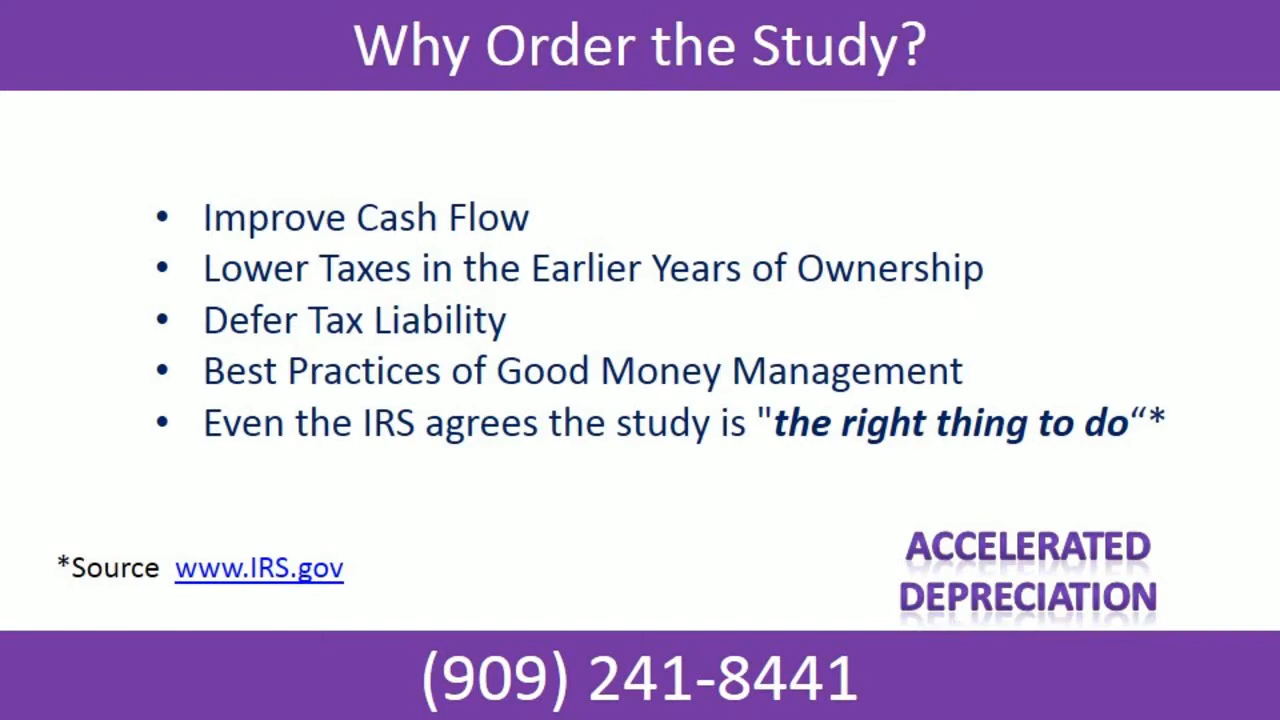 Why Order the Study?
• Improve Cash Flow
• Lower Taxes in the Earlier Years of Ownership
• Defer Tax Liability
• Best Practices of Good Money Management
• Even the IRS agrees the study is "the right thing to do“*
*Source www.IRS.gov
ACCELERATED
DEPRECIATION
(909) 241-8441